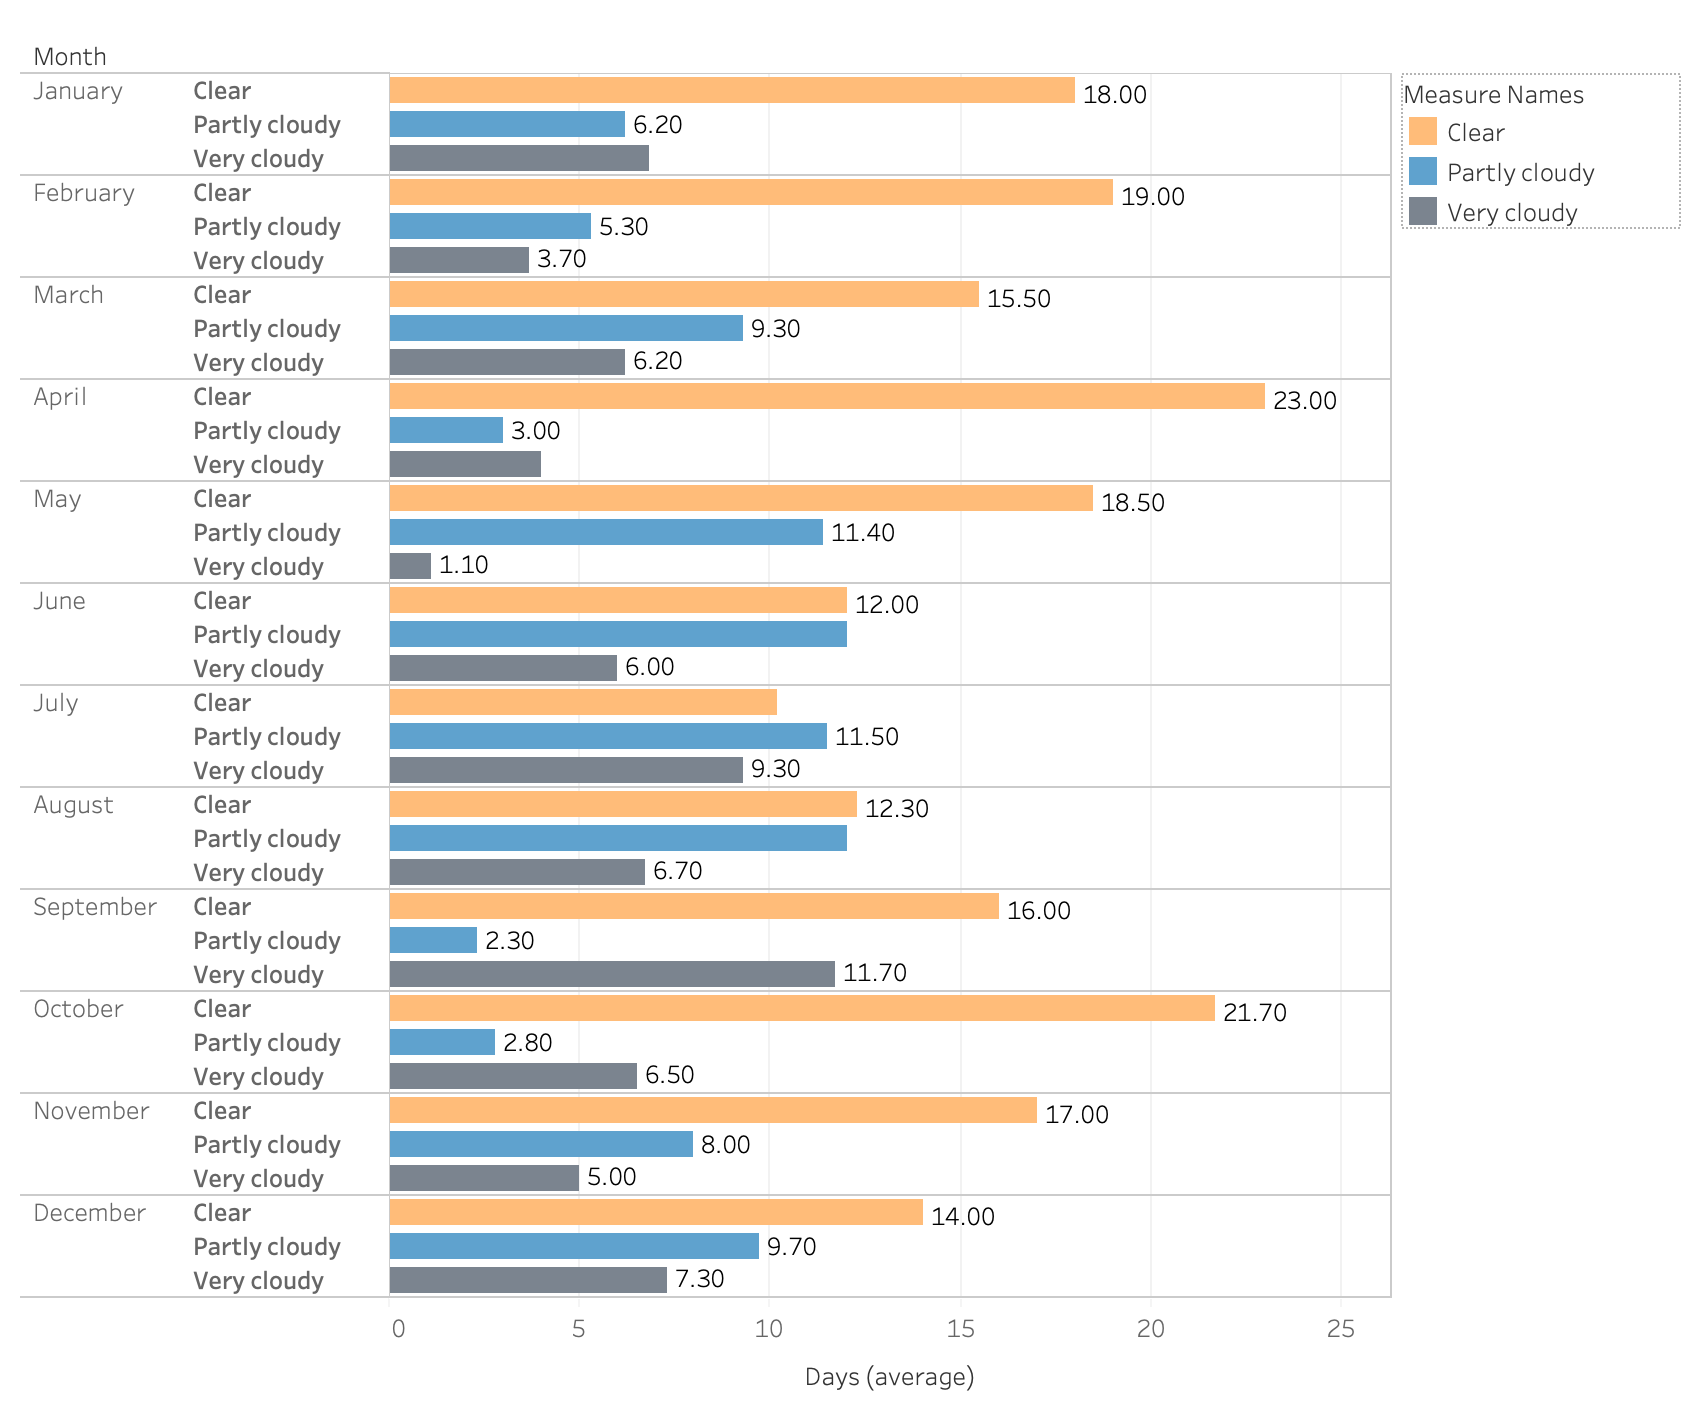 Month
January
Clear 18.00
Partly cloudy 6.20
Very cloudy
February
Clear 19.00
Partly cloudy 5.30
Very cloudy 3.70
March
Clear 15.50
Partly cloudy 9.30
Very cloudy 6.20
April
Clear 23.00
Partly cloudy 3.00
Very cloudy
May
Clear 18.50
Partly cloudy 11.40
Very cloudy 1.10
June
Clear 12.00
Partly cloudy
Very cloudy 6.00
July
Clear
Partly cloudy 11.50
Very cloudy 9.30
August
Clear 12.30
Partly cloudy
Very cloudy 6.70
September
Clear 16.00
Partly cloudy 2.30
Very cloudy 11.70
October
Clear 21.70
Partly cloudy 2.80
Very cloudy 6.50
November
Clear 17.00
Partly cloudy 8.00
Very cloudy 5.00
December
Clear 14.00
Partly cloudy 9.70
Very cloudy 7.30
0 5 10 15 20 25
Days (average)
Measure Names
Clear
Partly cloudy
Very cloudy